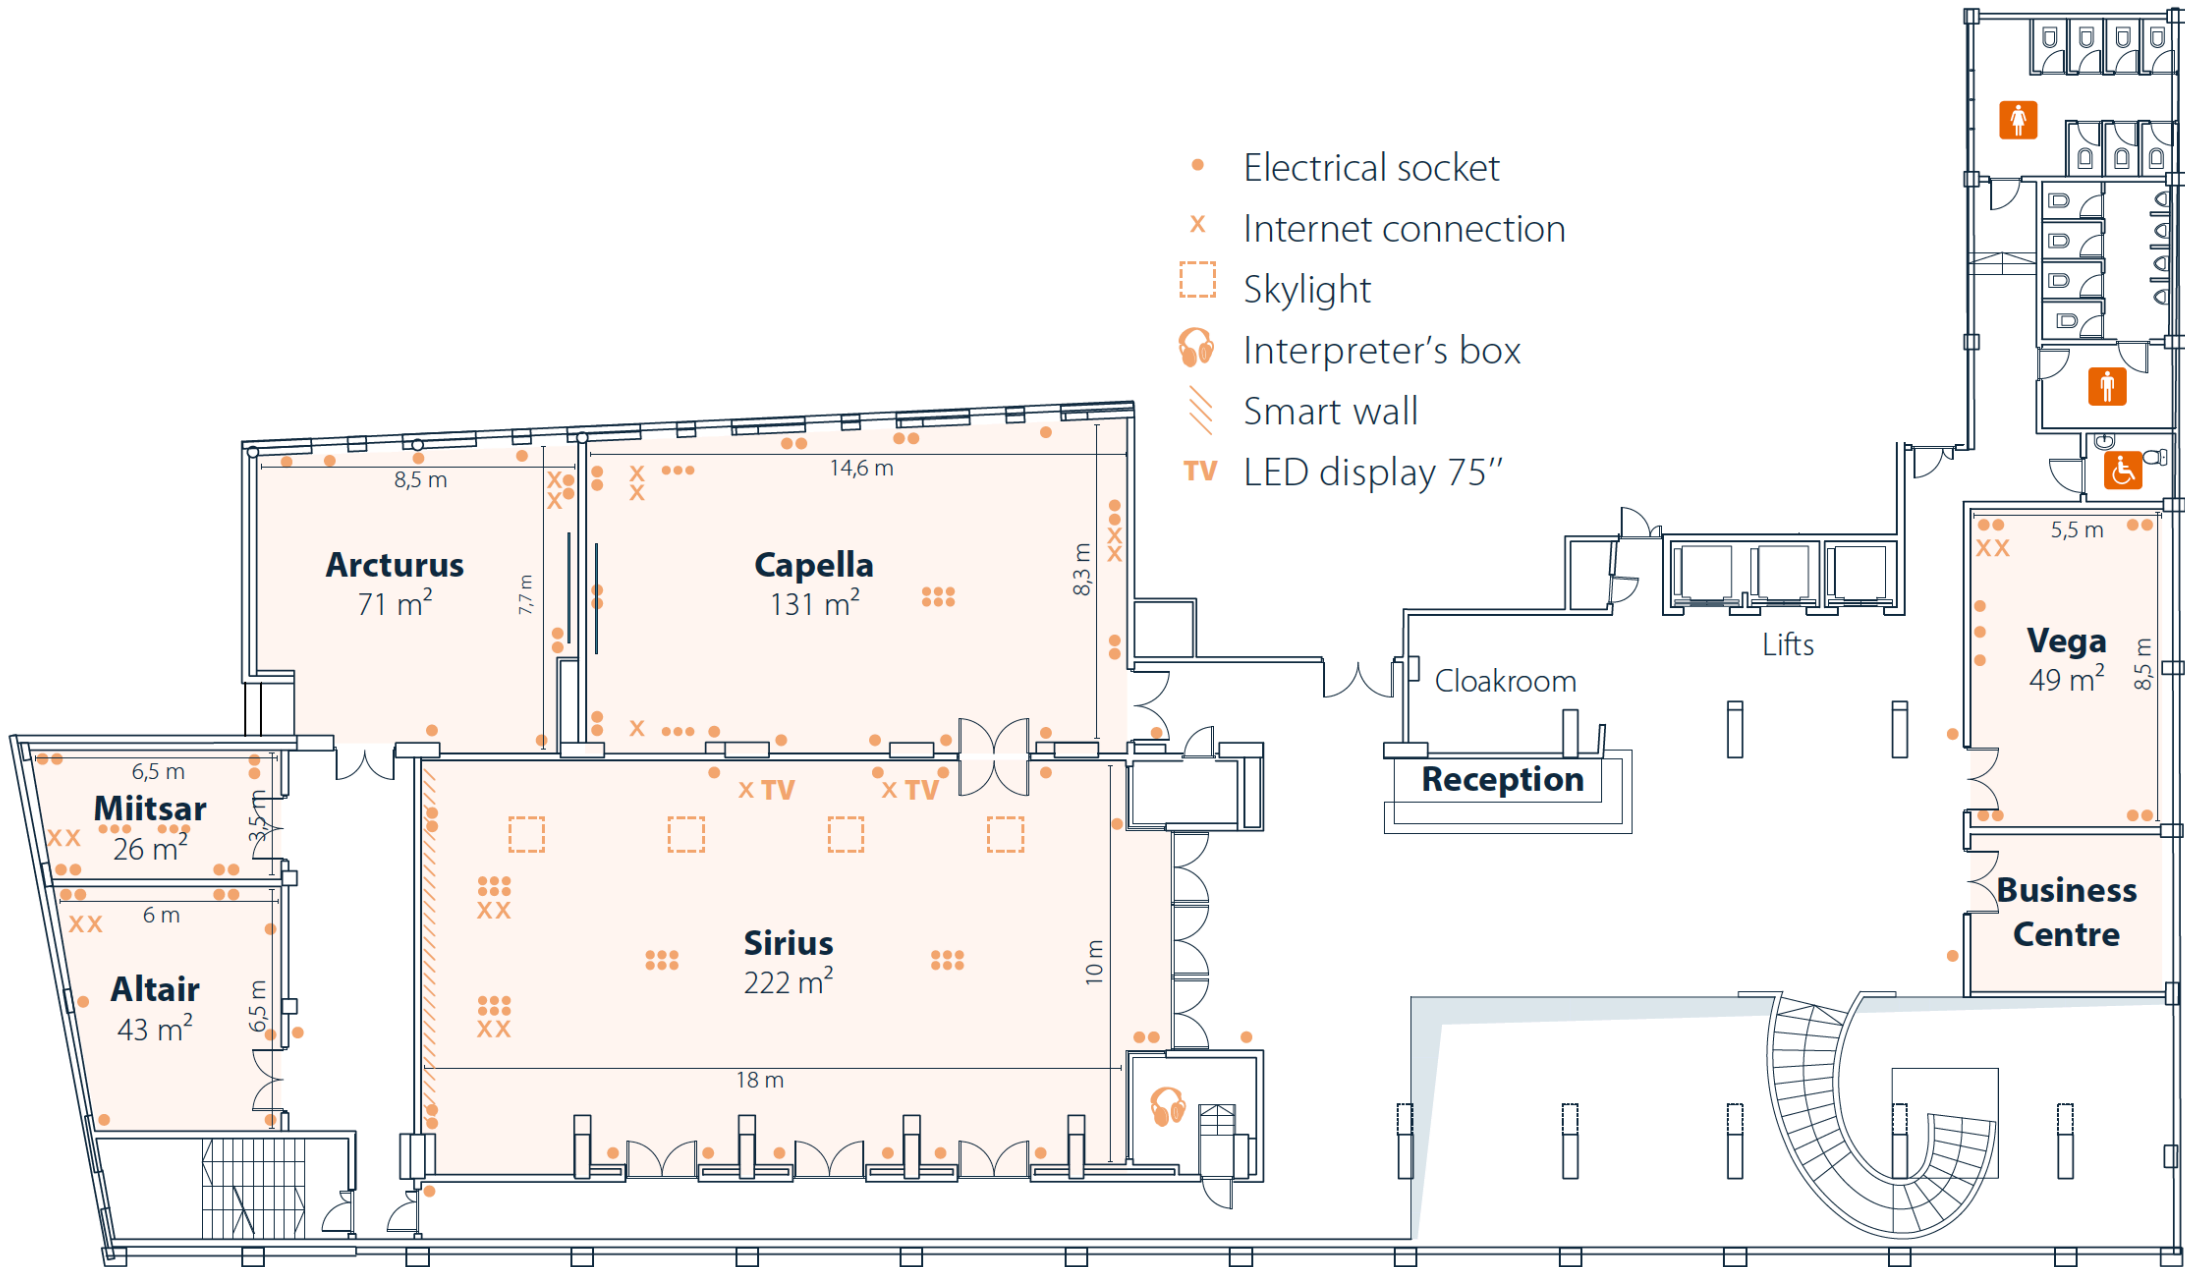 Electrical socket
x Internet connection
Skylight
Interpreter’s box
Smart wall
TV LED display 75’’
8,5 m
x
x
Arcturus
71 m²
7,7 m
14,6 m
x
x
Capella
131 m²
8,3 m
x
x
x
5,5 m
x x
Vega
49 m²
8,5 m
Lifts
Cloakroom
Reception
6,5 m
Miitsar
3,5 m
x x
26 m²
6 m
x x
Altair
43 m²
6,5 m
x TV
x TV
x x
Sirius
222 m²
10 m
x x
18 m
Business
Centre